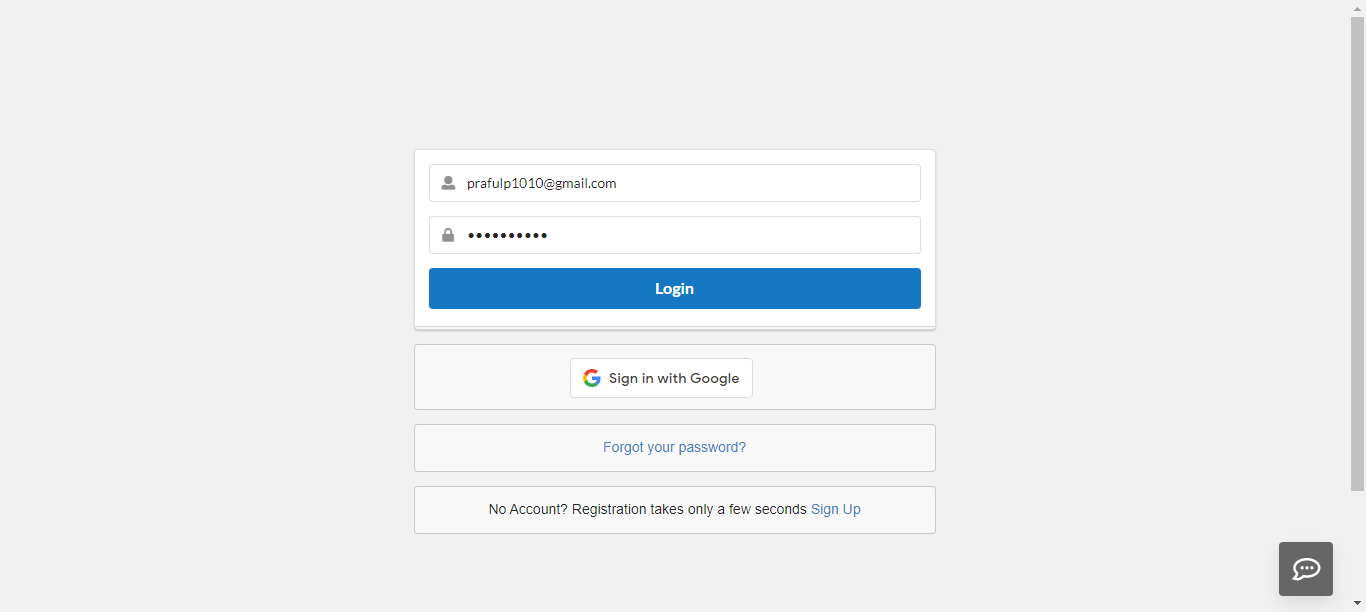 prafulp1010@gmail.com
••••••••••
Login
Sign in with Google
Forgot your password?
No Account? Registration takes only a few seconds Sign Up